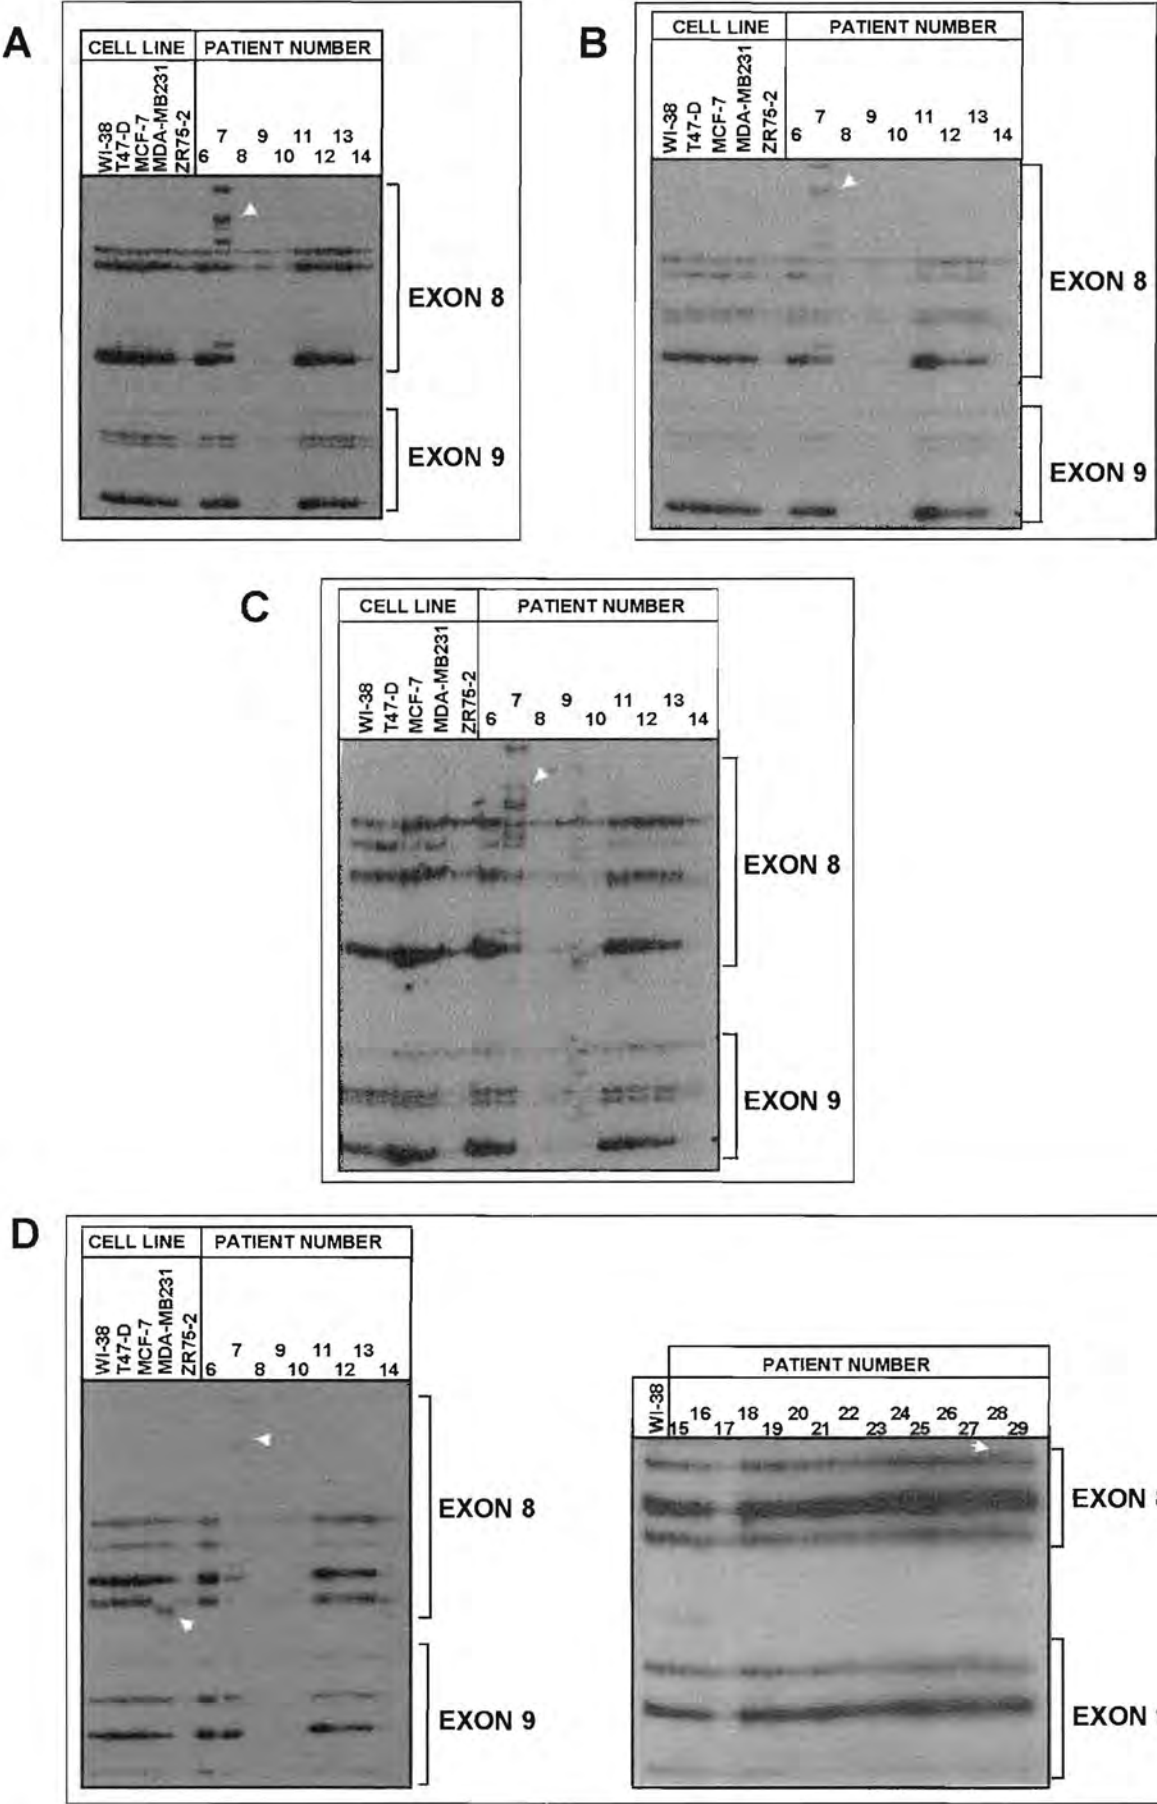 A
CELL LINE PATIENT NUMBER
WI-38 T47-D MCF-7 MDA-MB231 ZR75-2
7 9 11 13
6 8 10 12 14
EXON 8
EXON 9
B
CELL LINE PATIENT NUMBER
WI-38 T47-D MCF-7 MDA-MB231 ZR75-2
7 9 11 13
6 8 10 12 14
EXON 8
EXON 9
C
CELL LINE PATIENT NUMBER
WI-38 T47-D MCF-7 MDA-MB231 ZR75-2
7 9 11 13
6 8 10 12 14
EXON 8
EXON 9
D
CELL LINE PATIENT NUMBER
WI-38 T47-D MCF-7 MDA-MB231 ZR75-2
7 9 11 13
6 8 10 12 14
EXON 8
EXON 9
PATIENT NUMBER
WI-38
16 18 20 22 24 26 28
15 17 19 21 23 25 27 29
EXON
EXON